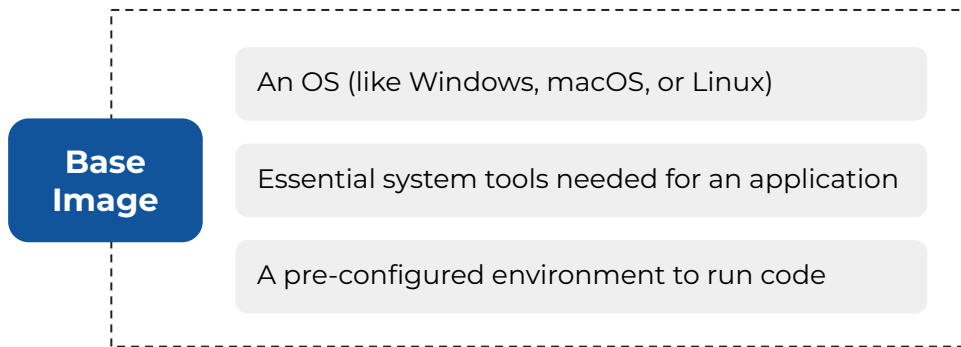 An OS (like Windows, macOS, or Linux)
Base
Image
Essential system tools needed for an application
A pre-configured environment to run code